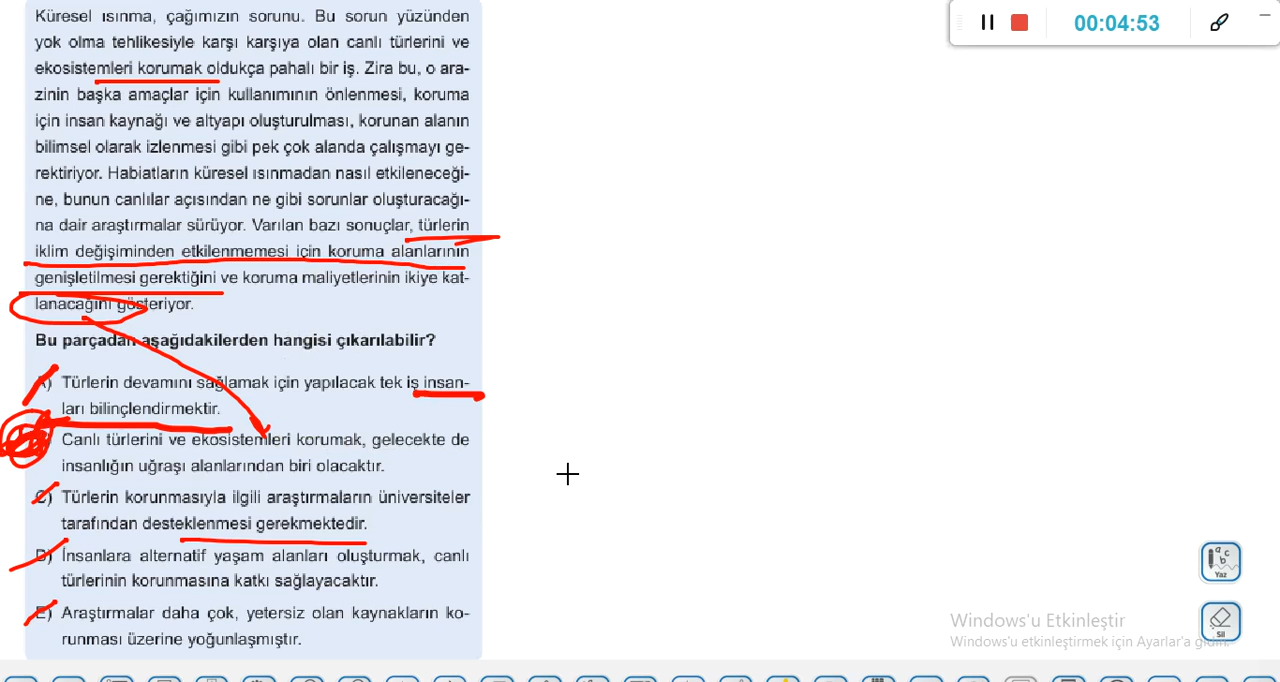 Küresel ısınma, çağımızın sorunu. Bu sorun yüzünden
yok olma tehlikesiyle karşı karşıya olan canlı türlerini ve
ekosistemleri korumak oldukça pahalı bir iş. Zira bu, o ara-
zinin başka amaçlar için kullanımının önlenmesi, koruma
için insan kaynağı ve altyapı oluşturulması, korunan alanın
bilimsel olarak izlenmesi gibi pek çok alanda çalışmayı ge-
rektiriyor. Habiatların küresel ısınmadan nasıl etkileneceği-
ne, bunun canlılar açısından ne gibi sorunlar oluşturacağı-
na dair araştırmalar sürüyor. Varılan bazı sonuçlar, türlerin
iklim değişiminden etkilenmemesi için koruma alanlarının
genişletilmesi gerektiğini ve koruma maliyetlerinin ikiye kat-
lanacağını gösteriyor.
Bu parçadan aşağıdakilerden hangisi çıkarılabilir?
A) Türlerin devamını sağlamak için yapılacak tek iş insan-
ları bilinçlendirmektir.
Canlı türlerini ve ekosistemleri korumak, gelecekte de
insanlığın uğraşı alanlarından biri olacaktır.
C) Türlerin korunmasıyla ilgili araştırmaların üniversiteler
tarafından desteklenmesi gerekmektedir.
D) İnsanlara alternatif yaşam alanları oluşturmak, canlı
türlerinin korunmasına katkı sağlayacaktır.
E) Araştırmalar daha çok, yetersiz olan kaynakların ko-
runması üzerine yoğunlaşmıştır.
00:04:53
a c
b
Yaz
Windows'u Etkinleştir
Windows'u etkinleştirmek için Ayarlar'a gidin.
Sil